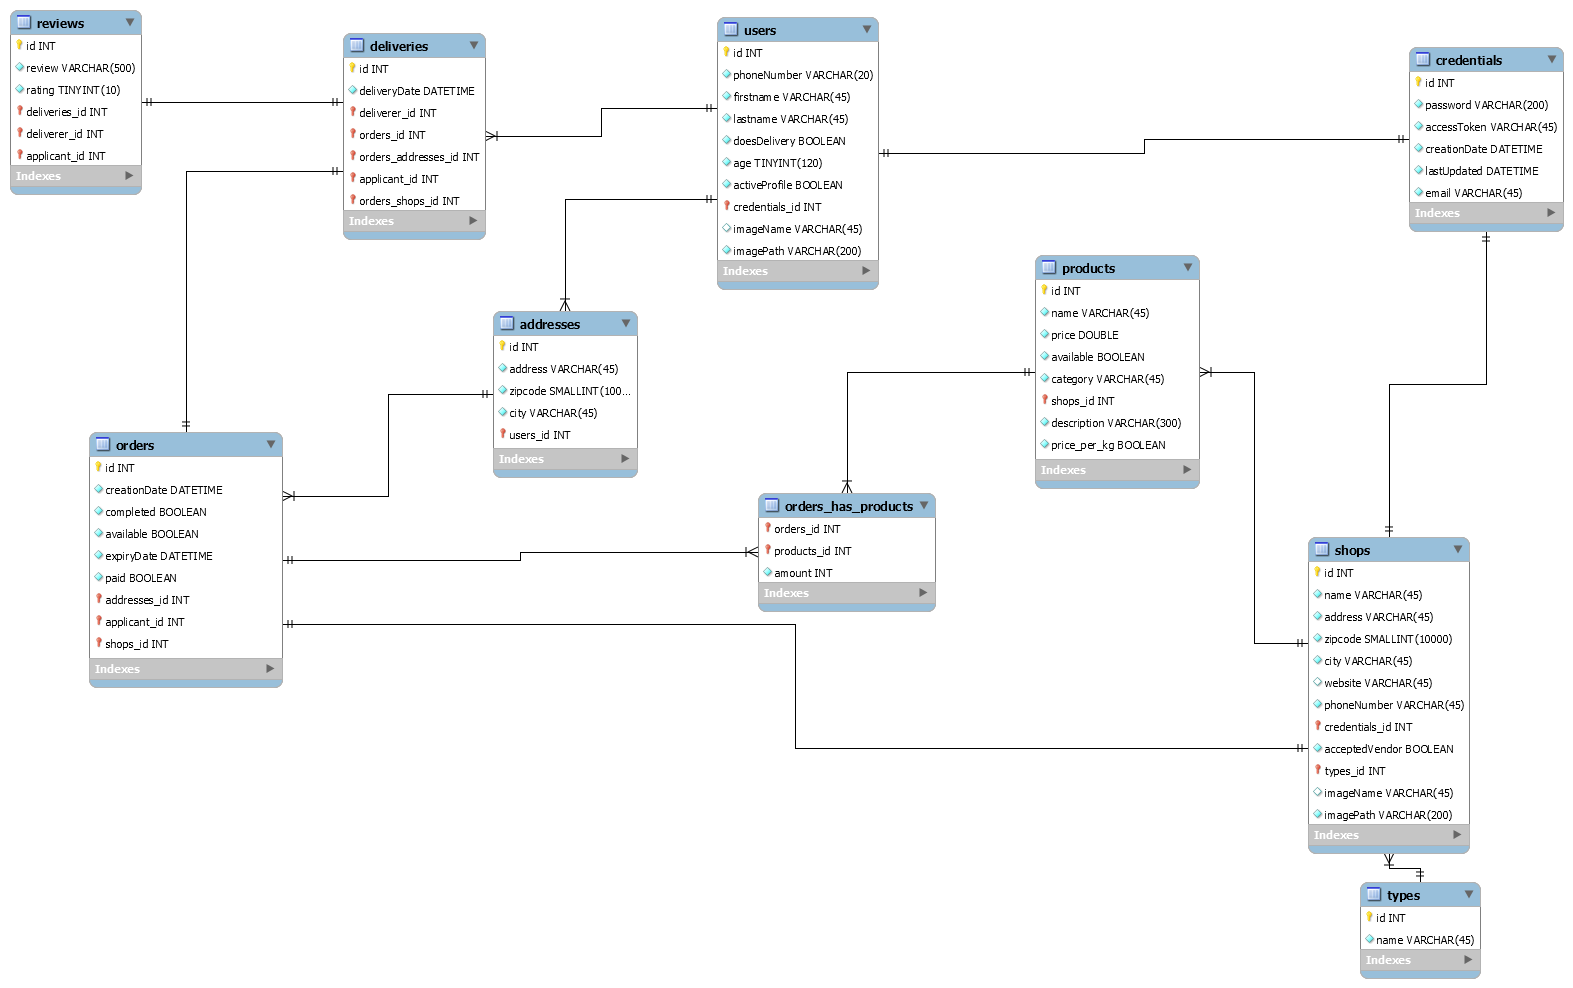 reviews
id INT
review VARCHAR(500)
rating TINYINT(10)
deliveries_id INT
deliverer_id INT
applicant_id INT
Indexes
deliveries
id INT
deliveryDate DATETIME
deliverer_id INT
orders_id INT
orders_addresses_id INT
applicant_id INT
orders_shops_id INT
Indexes
users
id INT
phoneNumber VARCHAR(20)
firstname VARCHAR(45)
lastname VARCHAR(45)
doesDelivery BOOLEAN
age TINYINT(120)
activeProfile BOOLEAN
credentials_id INT
imageName VARCHAR(45)
imagePath VARCHAR(200)
Indexes
credentials
id INT
password VARCHAR(200)
accessToken VARCHAR(45)
creationDate DATETIME
lastUpdated DATETIME
email VARCHAR(45)
Indexes
addresses
id INT
address VARCHAR(45)
zipcode SMALLINT(100...
city VARCHAR(45)
users_id INT
Indexes
products
id INT
name VARCHAR(45)
price DOUBLE
available BOOLEAN
category VARCHAR(45)
shops_id INT
description VARCHAR(300)
price_per_kg BOOLEAN
Indexes
orders
id INT
creationDate DATETIME
completed BOOLEAN
available BOOLEAN
expiryDate DATETIME
paid BOOLEAN
addresses_id INT
applicant_id INT
shops_id INT
Indexes
orders_has_products
orders_id INT
products_id INT
amount INT
Indexes
shops
id INT
name VARCHAR(45)
address VARCHAR(45)
zipcode SMALLINT(10000)
city VARCHAR(45)
website VARCHAR(45)
phoneNumber VARCHAR(45)
credentials_id INT
acceptedVendor BOOLEAN
types_id INT
imageName VARCHAR(45)
imagePath VARCHAR(200)
Indexes
types
id INT
name VARCHAR(45)
Indexes